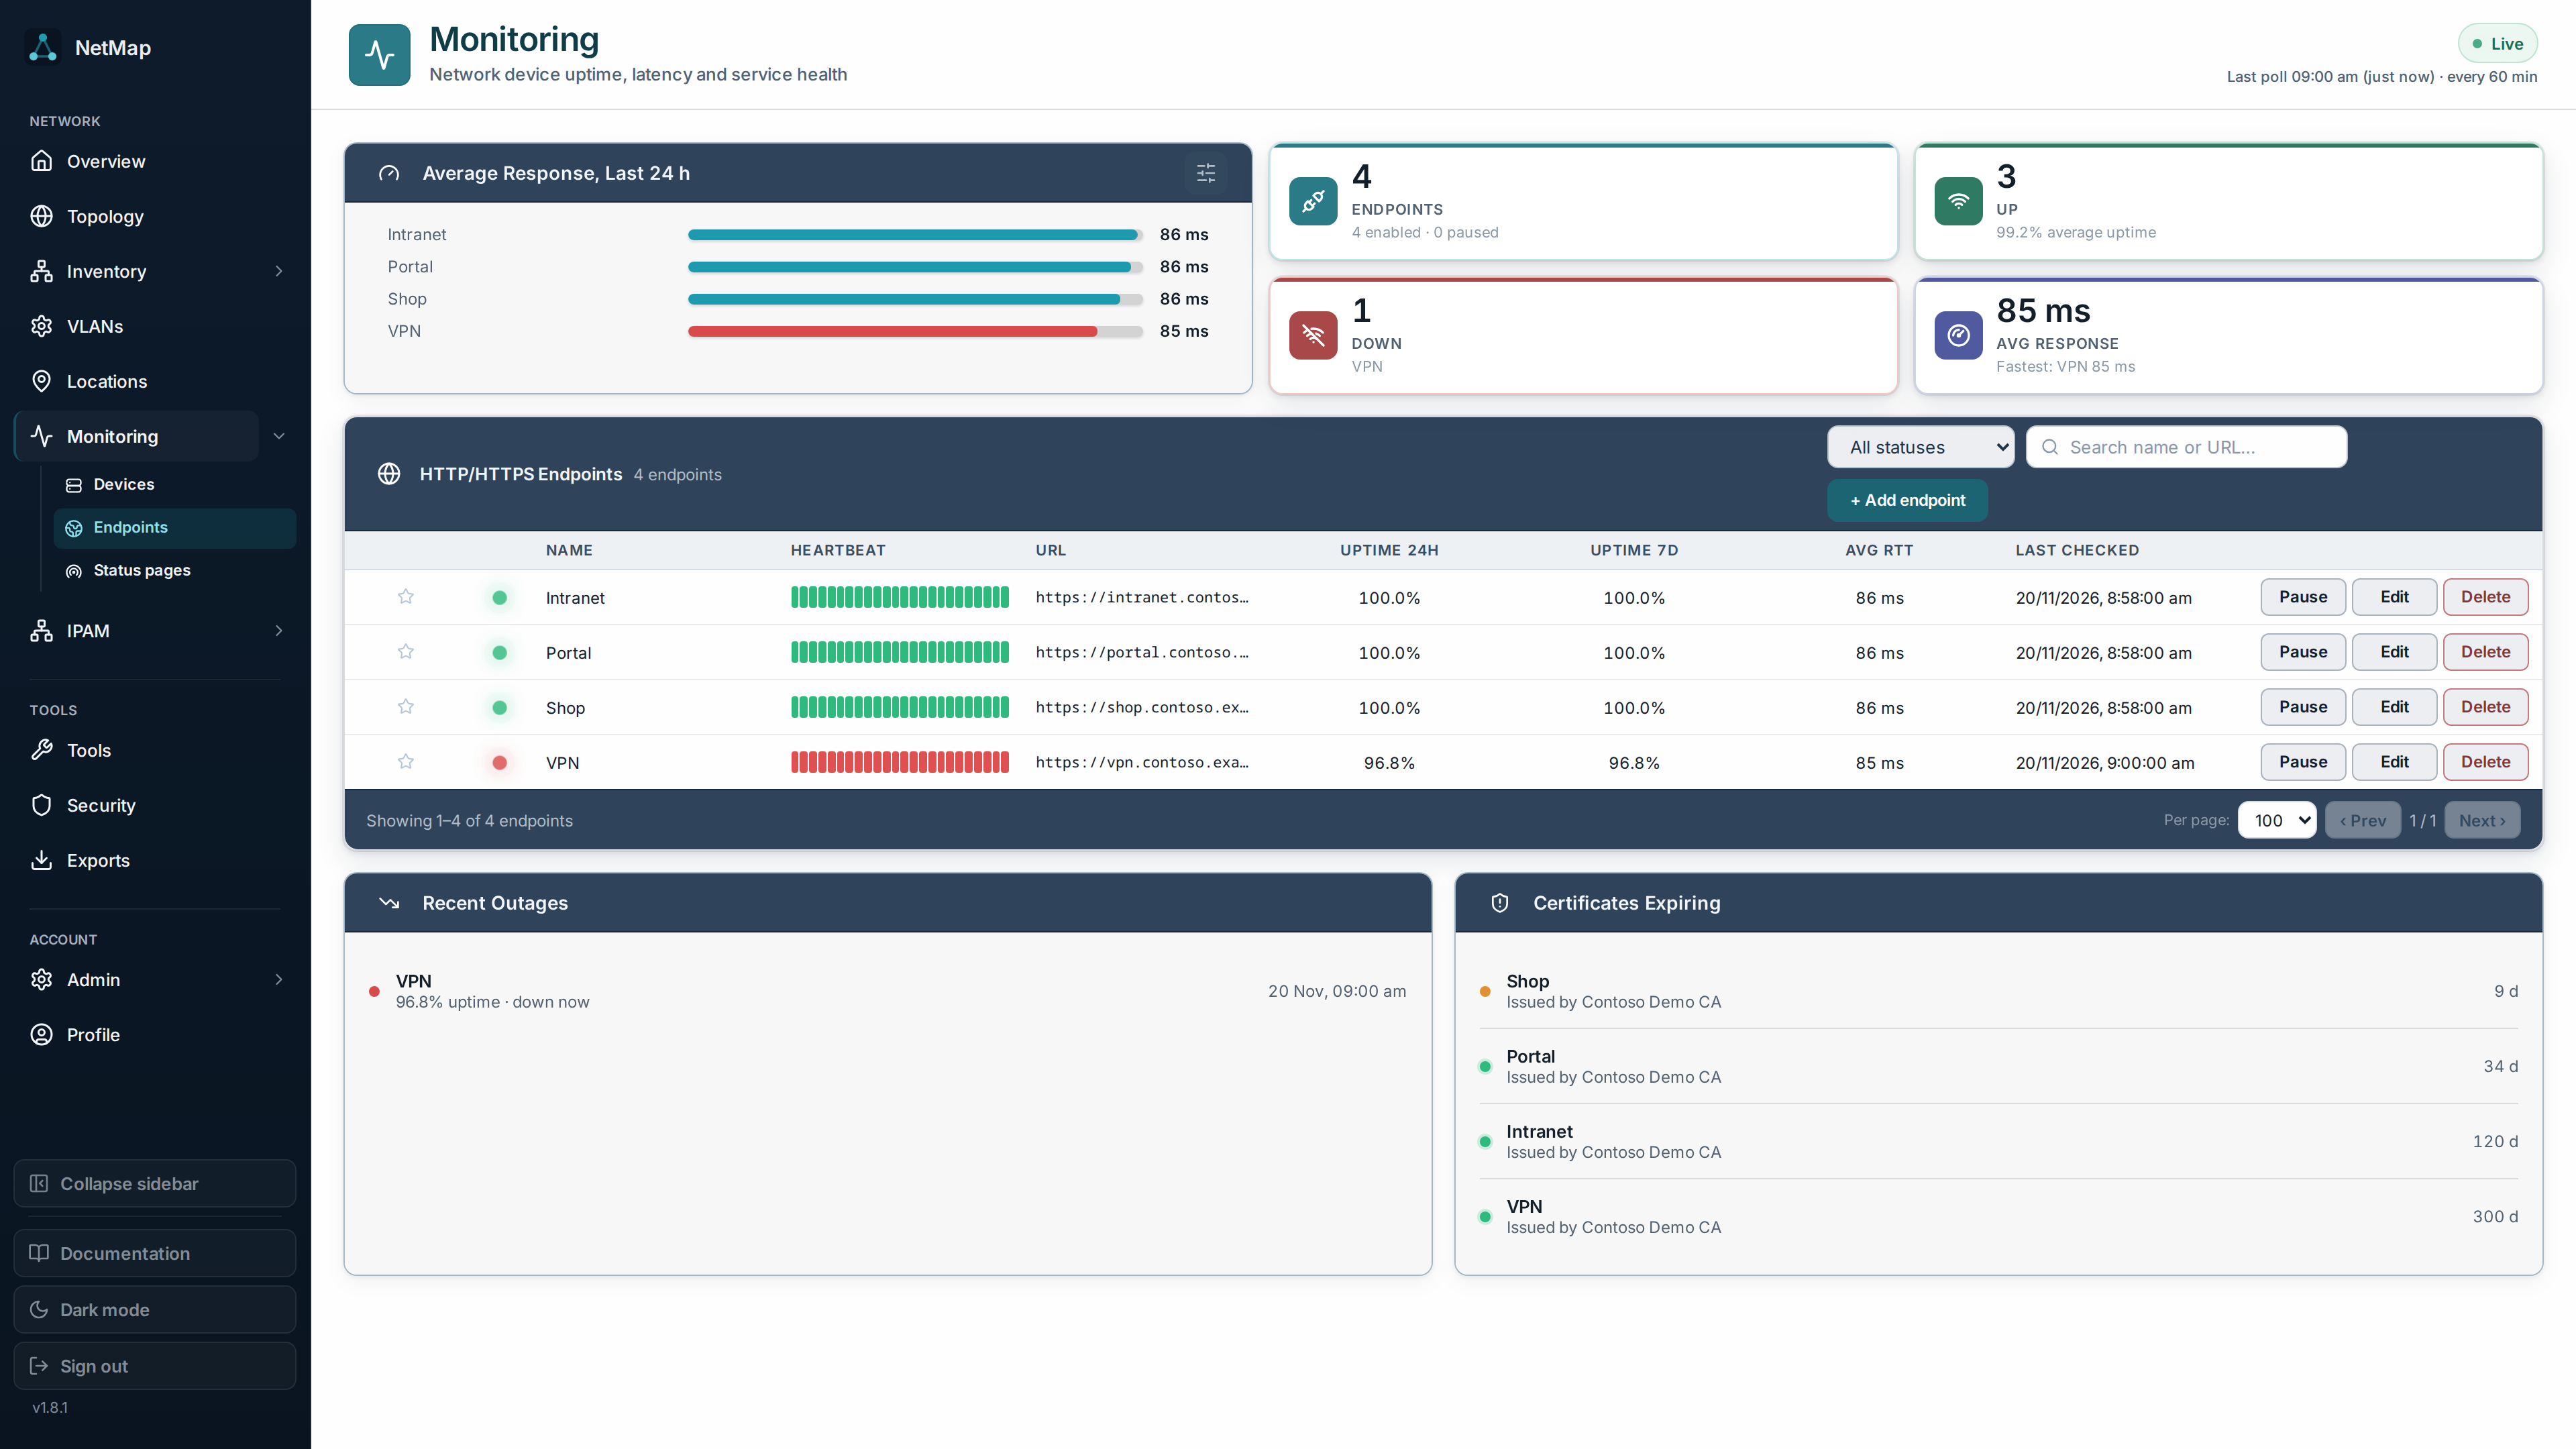 NetMap
NETWORK
Overview
Topology
Inventory
VLANs
Locations
Monitoring
Devices
Endpoints
Status pages
IPAM
TOOLS
Tools
Security
Exports
ACCOUNT
Admin
Profile
Collapse sidebar
Documentation
Dark mode
Sign out
v1.8.1
Monitoring
Network device uptime, latency and service health
Live
Last poll 09:00 am (just now) · every 60 min
Average Response, Last 24 h
Intranet 86 ms
Portal 86 ms
Shop 86 ms
VPN 85 ms
4
ENDPOINTS
4 enabled · 0 paused
3
UP
99.2% average uptime
1
DOWN
VPN
85 ms
AVG RESPONSE
Fastest: VPN 85 ms
HTTP/HTTPS Endpoints 4 endpoints
All statuses
Search name or URL...
+ Add endpoint
NAME HEARTBEAT URL UPTIME 24H UPTIME 7D AVG RTT LAST CHECKED
Intranet https://intranet.contos… 100.0% 100.0% 86 ms 20/11/2026, 8:58:00 am Pause Edit Delete
Portal https://portal.contoso.… 100.0% 100.0% 86 ms 20/11/2026, 8:58:00 am Pause Edit Delete
Shop https://shop.contoso.ex… 100.0% 100.0% 86 ms 20/11/2026, 8:58:00 am Pause Edit Delete
VPN https://vpn.contoso.exa… 96.8% 96.8% 85 ms 20/11/2026, 9:00:00 am Pause Edit Delete
Showing 1–4 of 4 endpoints
Per page: 100 ‹ Prev 1 / 1 Next ›
Recent Outages
VPN
96.8% uptime · down now
20 Nov, 09:00 am
Certificates Expiring
Shop
Issued by Contoso Demo CA
9 d
Portal
Issued by Contoso Demo CA
34 d
Intranet
Issued by Contoso Demo CA
120 d
VPN
Issued by Contoso Demo CA
300 d